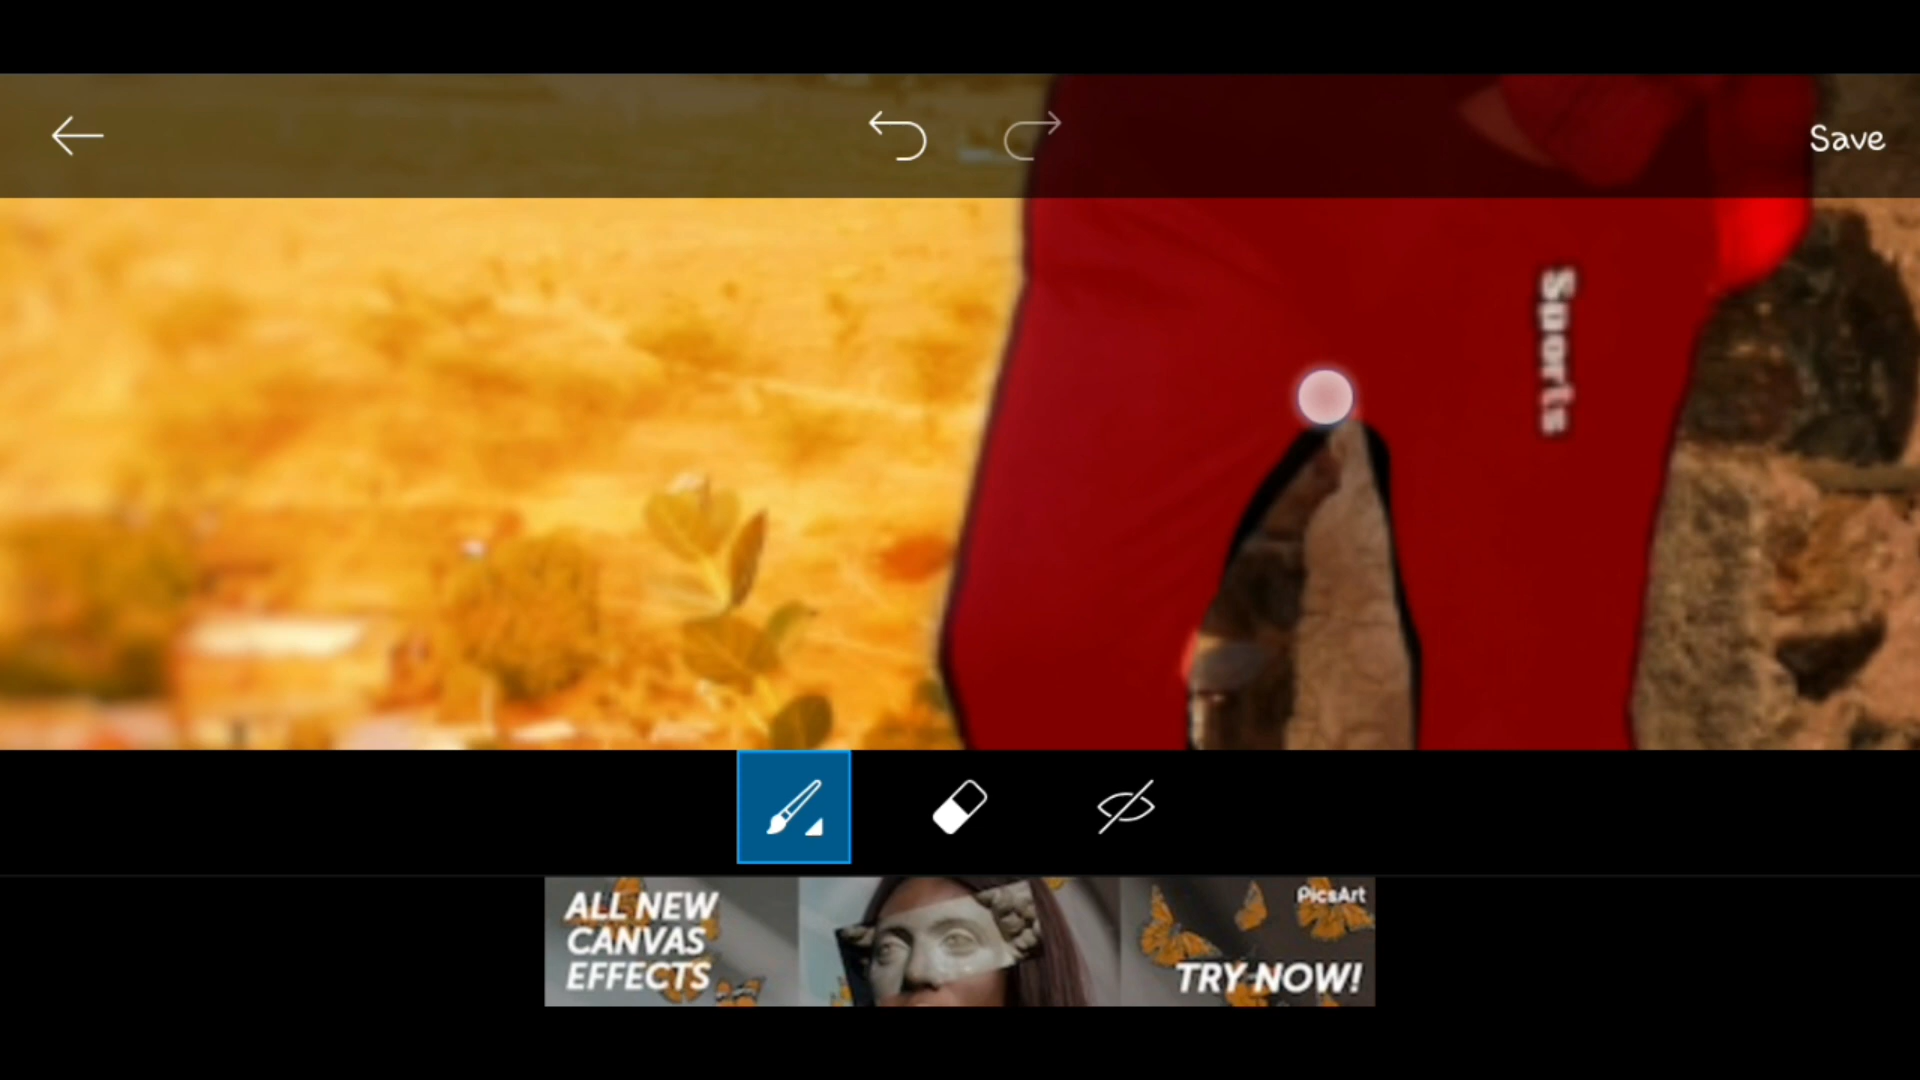 Save
Sports
ALL NEW
CANVAS
EFFECTS
PicsArt
TRY NOW!